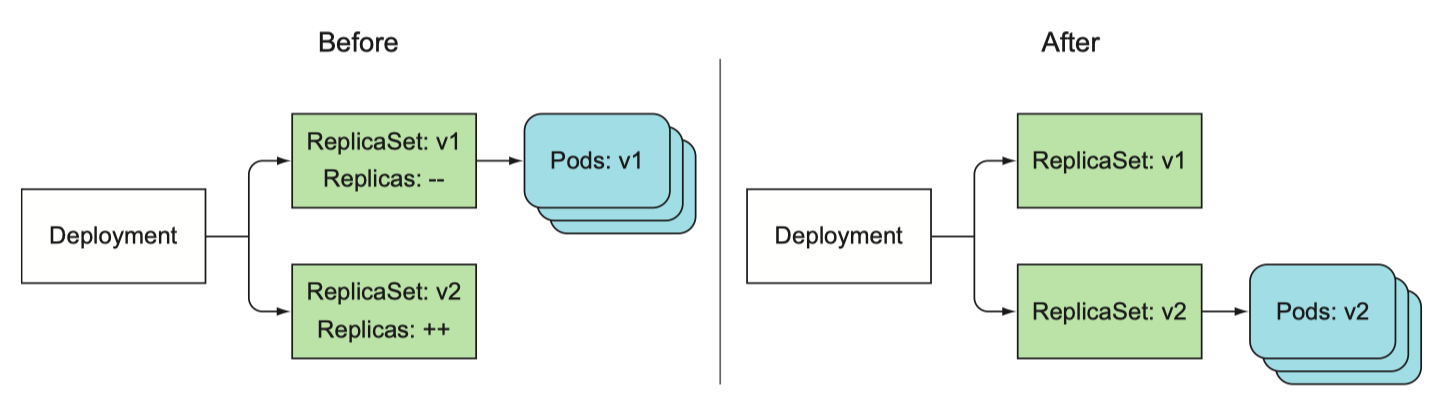 Before
Deployment
ReplicaSet: v1
Replicas: --
Pods: v1
ReplicaSet: v2
Replicas: ++
After
Deployment
ReplicaSet: v1
ReplicaSet: v2
Pods: v2